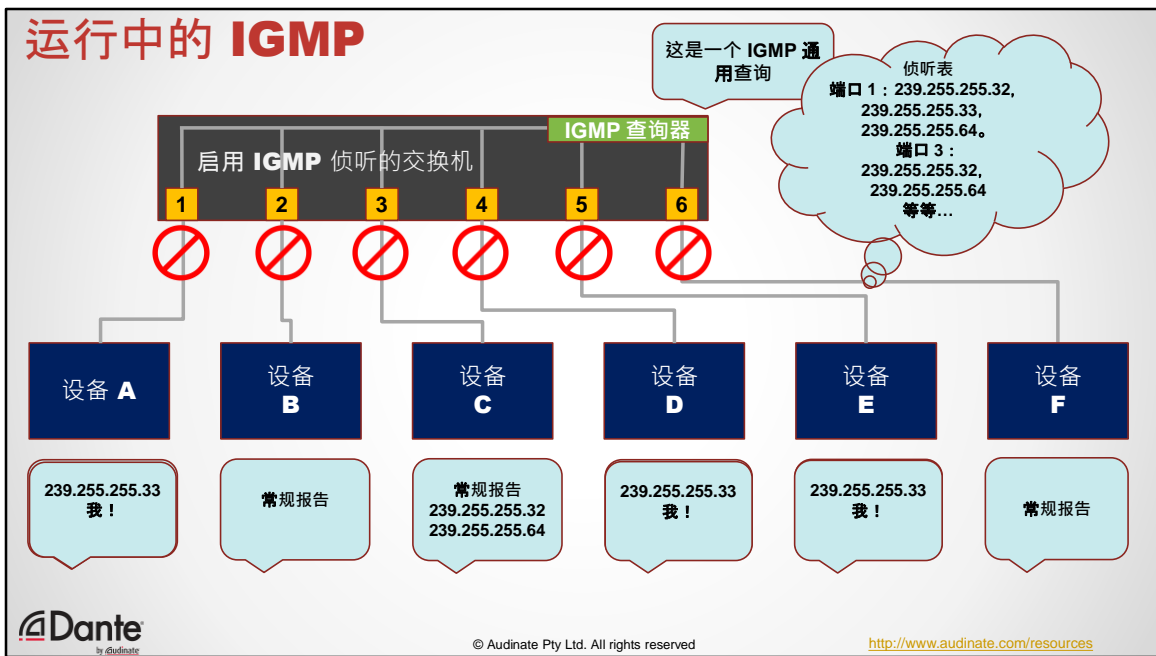 运行中的 IGMP
这是一个 IGMP 通
用查询
侦听表
端口 1：239.255.255.32,
239.255.255.33,
239.255.255.64。
端口 3：
239.255.255.32,
239.255.255.64
等等…
IGMP 查询器
启用 IGMP 侦听的交换机
1 2 3 4 5 6
设备 A
设备
B
设备
C
设备
D
设备
E
设备
F
239.255.255.33
我！
常规报告
常规报告
239.255.255.32
239.255.255.64
239.255.255.33
我！
239.255.255.33
我！
常规报告
Dante
by Audinate
© Audinate Pty Ltd. All rights reserved
http://www.audinate.com/resources